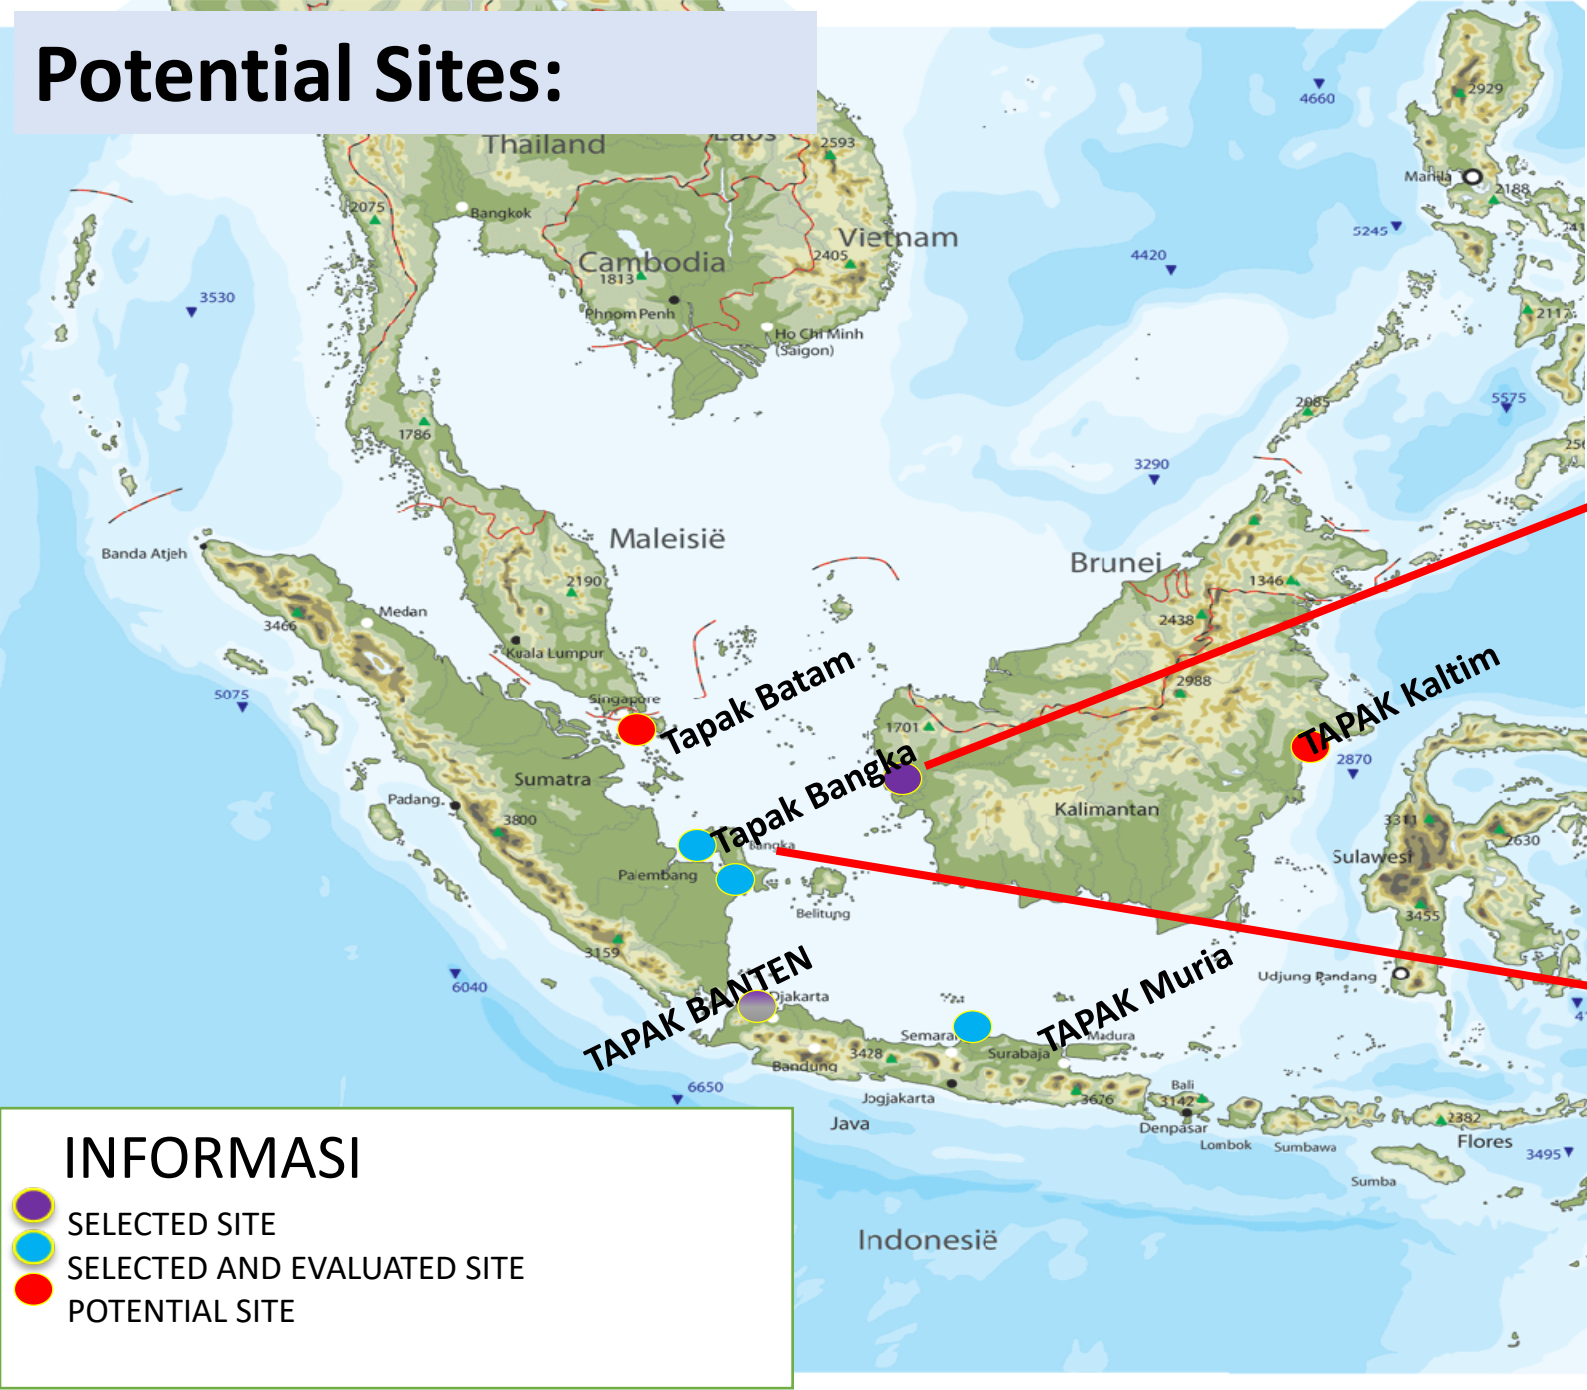 Potential Sites:
Thailand
Laos
2593
4660
2929
Manila
2188
2075
Bangkok
5245
Vietnam
Cambodia
2405
4420
1813
3530
Phnom Penh
2117
Ho Chi Minh
(Saigon)
2085
5575
1786
3290
Maleisië
Banda Atjeh
Brunei
2190
1346
Medan
3466
2438
Kuala Lumpur
5075
Singapore
2988
Tapak Batam
TAPAK Kaltim
1701
2870
Sumatra
Tapak Bangka
Padang
Kalimantan
3800
3311
2630
Bangka
Sulawesi
Palembang
Belitung
3455
3159
TAPAK BANTEN
TAPAK Muria
6040
Udjung Pandang
Djakarta
Semarang
Surabaja
Madura
3428
Bandung
6650
Jogjakarta
3676
Bali
3142
Java
Denpasar
2382
Lombok
Sumbawa
Flores
3495
Sumba
Indonesië
INFORMASI
SELECTED SITE
SELECTED AND EVALUATED SITE
POTENTIAL SITE